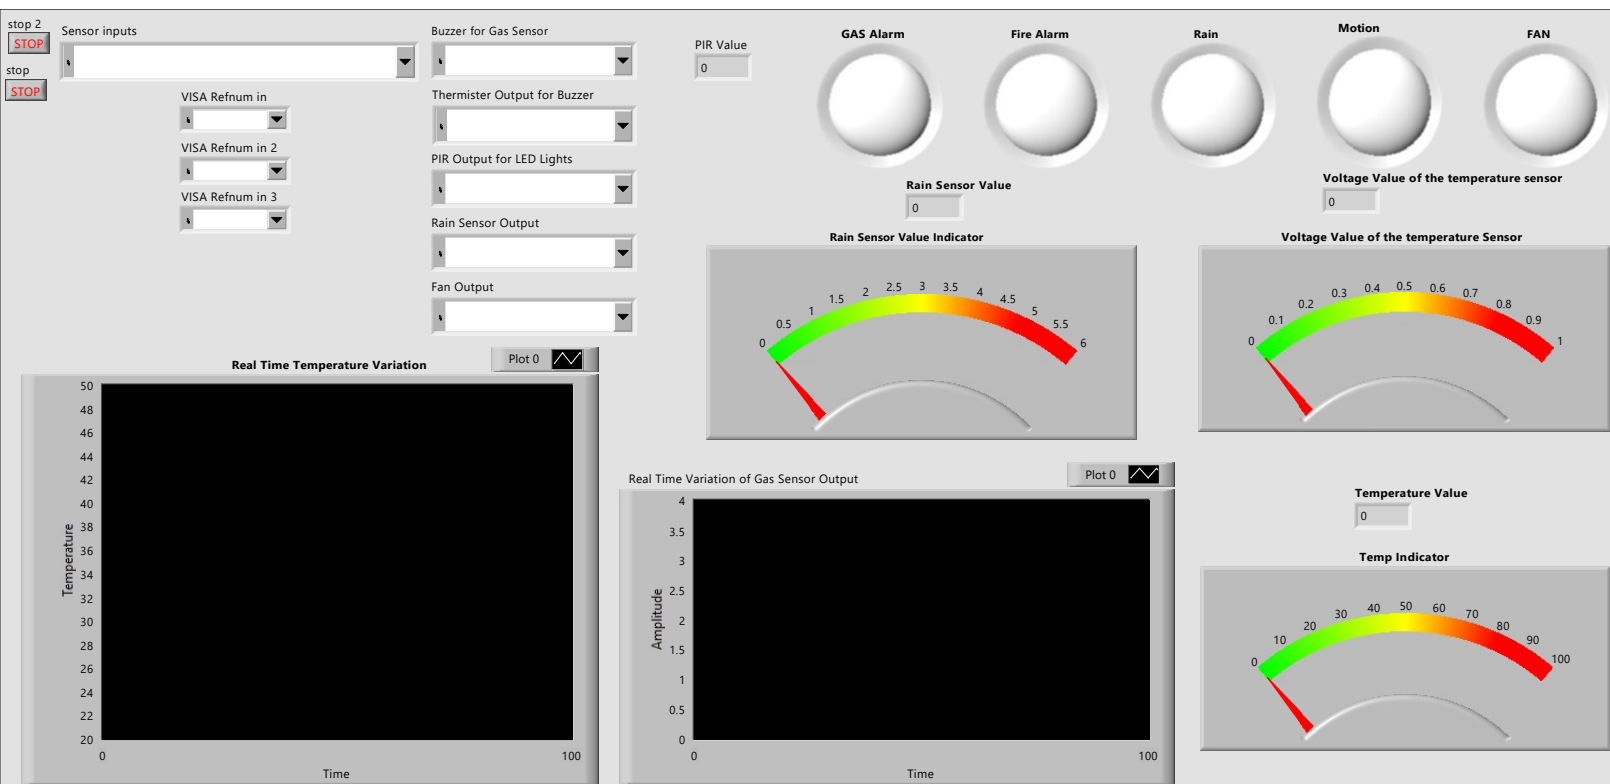 stop 2
STOP
stop
STOP
Sensor inputs
VISA Refnum in
VISA Refnum in 2
VISA Refnum in 3
Buzzer for Gas Sensor
Thermister Output for Buzzer
PIR Output for LED Lights
Rain Sensor Output
Fan Output
PIR Value
0
GAS Alarm
Fire Alarm
Rain
Motion
FAN
Rain Sensor Value
0
Voltage Value of the temperature sensor
0
Rain Sensor Value Indicator
0 0.5 1 1.5 2 2.5 3 3.5 4 4.5 5 5.5 6
Voltage Value of the temperature Sensor
0 0.1 0.2 0.3 0.4 0.5 0.6 0.7 0.8 0.9 1
Real Time Temperature Variation
Plot 0
Temperature
50
48
46
44
42
40
38
36
34
32
30
28
26
24
22
20
0 100
Time
Real Time Variation of Gas Sensor Output
Plot 0
Amplitude
4
3.5
3
2.5
2
1.5
1
0.5
0
0 100
Time
Temperature Value
0
Temp Indicator
0 10 20 30 40 50 60 70 80 90 100